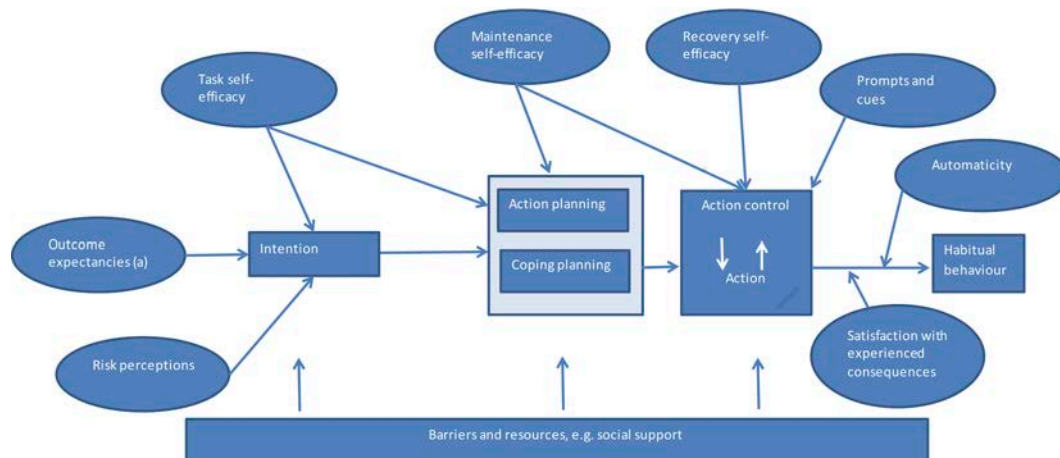 Maintenance
self-efficacy
Recovery self-
efficacy
Task self-
efficacy
Prompts and
cues
Automaticity
Action planning
Action control
Outcome
expectancies (a)
Intention
Coping planning
Action
Habitual
behaviour
Risk perceptions
Satisfaction with
experienced
consequences
Barriers and resources, e.g. social support